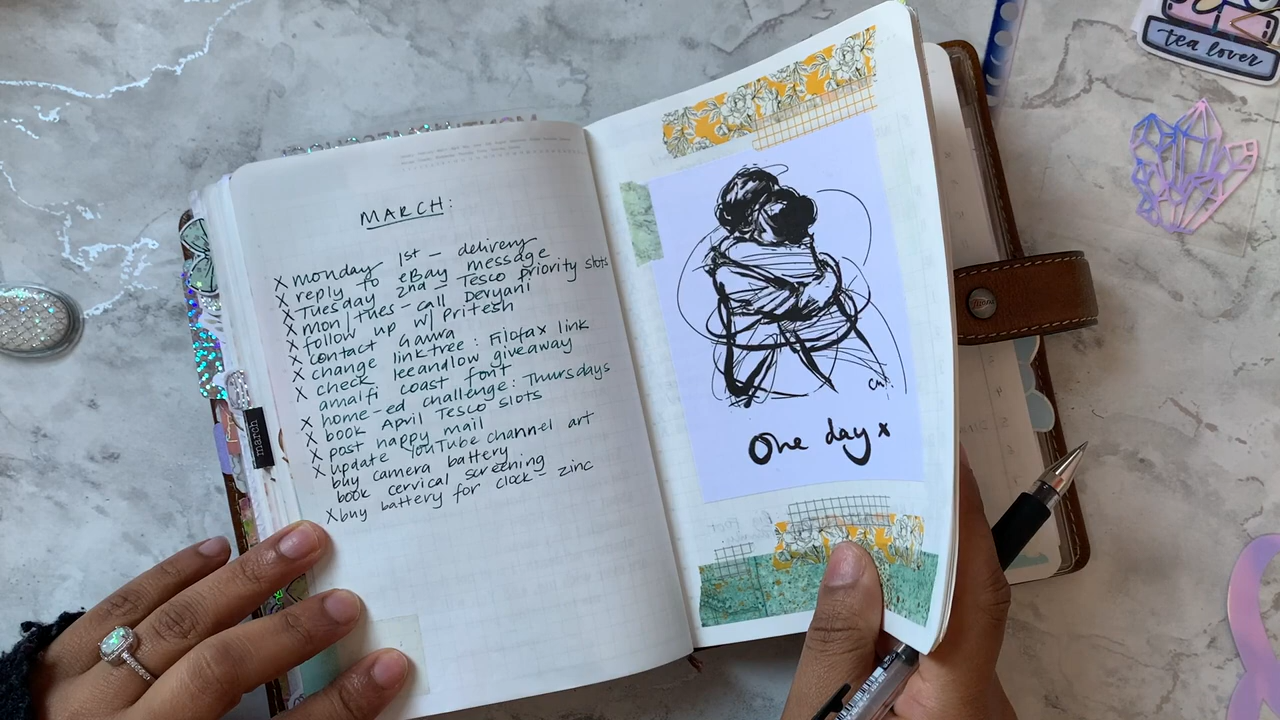 MARCH:
X monday 1st - delivery
X reply to eBay message
X Tuesday 2nd - Tesco Priority slots
X mon/tues - call Devyani
X follow up w/ Pritesh
X contact Gawra
X change linktree: Filofax link
X check leeandlow giveaway
amalfi coast font
X home-ed challenge: Thursdays
X book April Tesco slots
X post happy mail
X update YouTube channel art
buy camera battery
book cervical screening
X buy battery for clock - zinc
march
One day x
tea lover